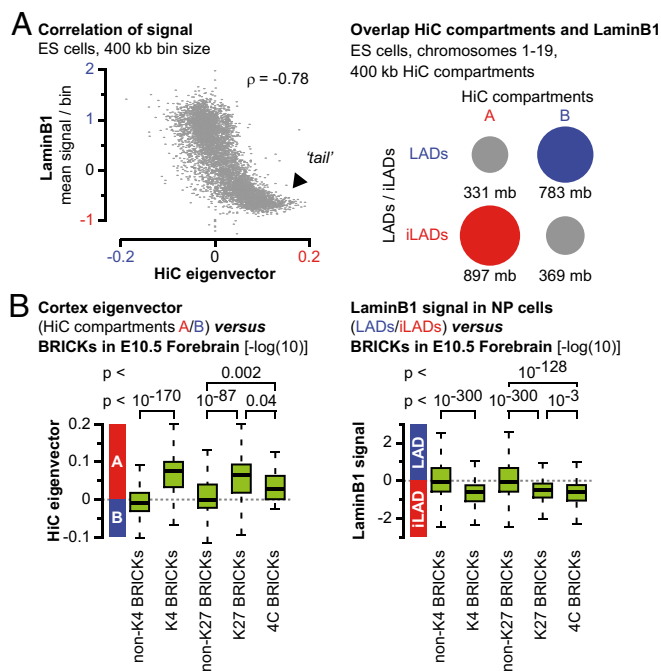 A
Correlation of signal
ES cells, 400 kb bin size
2
1
0
-1
LaminB1
mean signal / bin
ρ = -0.78
'tail'
-0.2
0
0.2
HiC eigenvector
Overlap HiC compartments and LaminB1
ES cells, chromosomes 1-19,
400 kb HiC compartments
HiC compartments
A
B
LADs / iLADs
LADs
331 mb
783 mb
iLADs
897 mb
369 mb
B
Cortex eigenvector
(HiC compartments A/B) versus
BRICKs in E10.5 Forebrain [-log(10)]
p <
0.002
p <
10-170
10-87
0.04
0.2
0.1
0
-0.1
HiC eigenvector
A
B
non-K4 BRICKs
K4 BRICKs
non-K27 BRICKs
K27 BRICKs
4C BRICKs
LaminB1 signal in NP cells
(LADs/iLADs) versus
BRICKs in E10.5 Forebrain [-log(10)]
p <
10-128
p <
10-300
10-300
10-3
2
0
-2
LaminB1 signal
LAD
iLAD
non-K4 BRICKs
K4 BRICKs
non-K27 BRICKs
K27 BRICKs
4C BRICKs